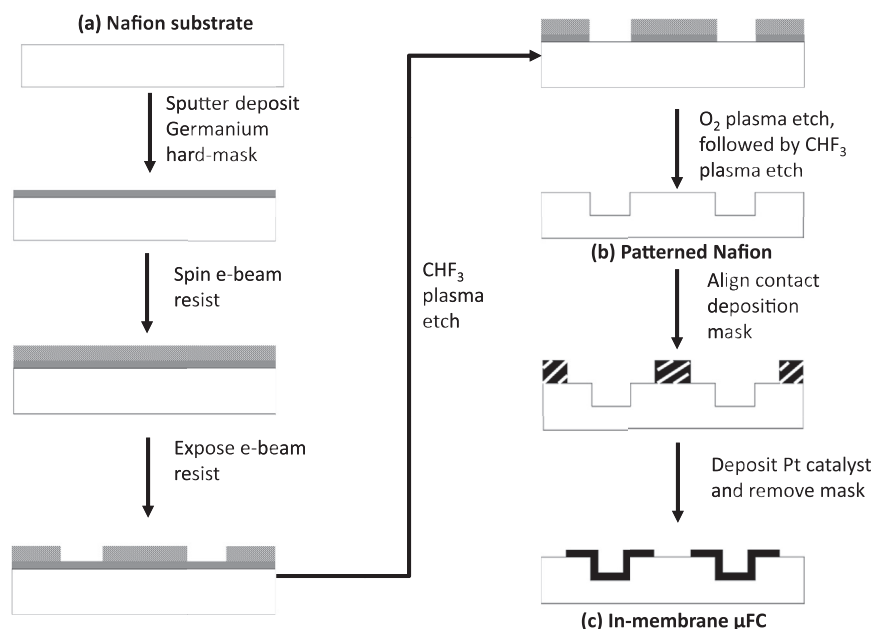 (a) Nafion substrate
Sputter deposit
Germanium
hard-mask
Spin e-beam
resist
Expose e-beam
resist
CHF3
plasma
etch
O2 plasma etch,
followed by CHF3
plasma etch
(b) Patterned Nafion
Align contact
deposition
mask
Deposit Pt catalyst
and remove mask
(c) In-membrane µFC